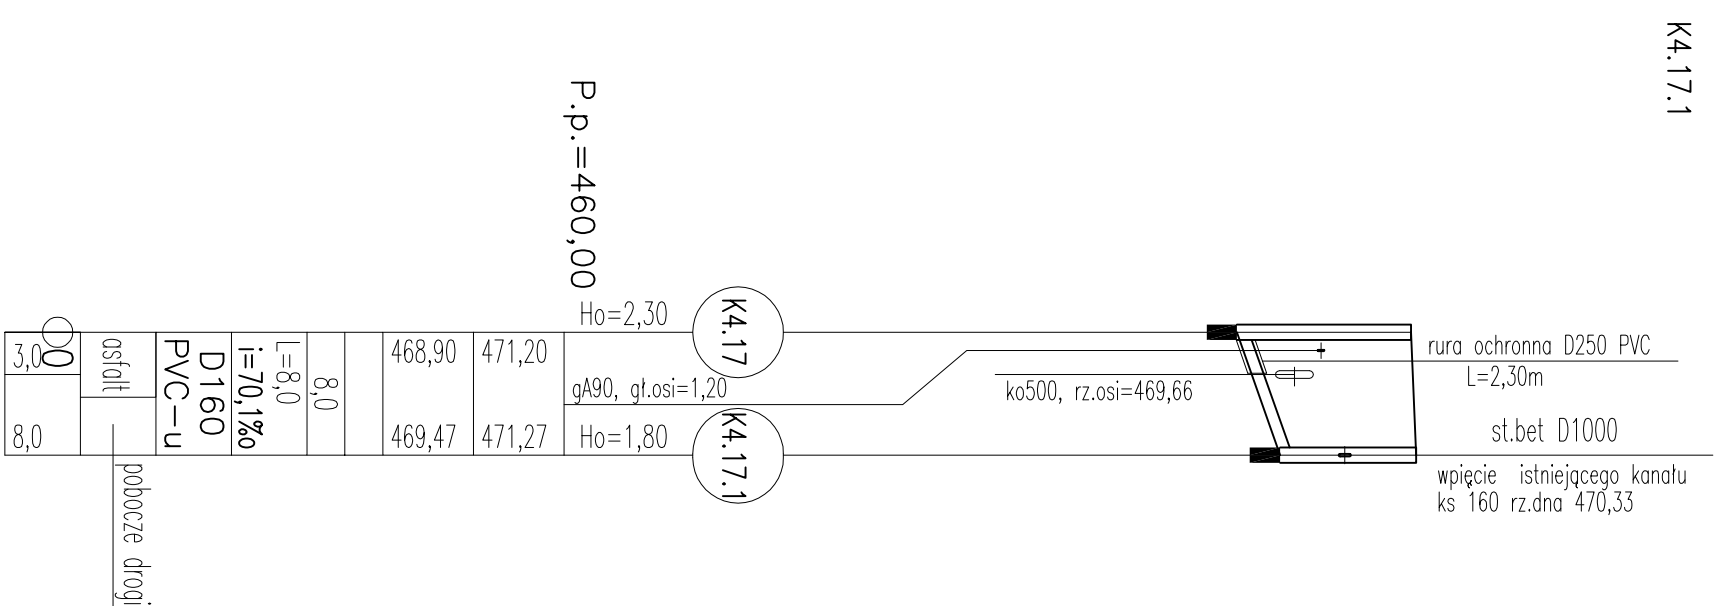 K4.17.1
P.p.=460,00
Ho=2,30
K4.17
rura ochronna D250 PVC
L=2,30m
gA90, gł.osi=1,20
ko500, rz.osi=469,66
st.bet D1000
Ho=1,80
K4.17.1
wpięcie istniejącego kanału
ks 160 rz.dna 470,33
471,20
471,27
468,90
469,47
8,0
L=8,0
i=70,1‰
D160
PVC-u
asfalt
pobocze drogi
3,0
8,0